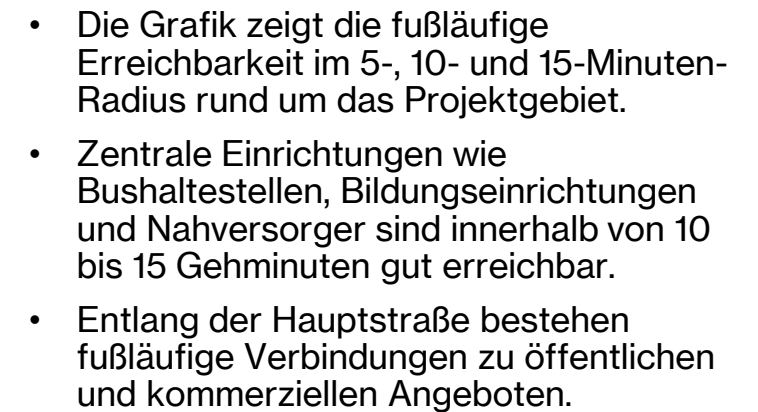 • Die Grafik zeigt die fußläufige
Erreichbarkeit im 5-, 10- und 15-Minuten-
Radius rund um das Projektgebiet.
• Zentrale Einrichtungen wie
Bushaltestellen, Bildungseinrichtungen
und Nahversorger sind innerhalb von 10
bis 15 Gehminuten gut erreichbar.
• Entlang der Hauptstraße bestehen
fußläufige Verbindungen zu öffentlichen
und kommerziellen Angeboten.